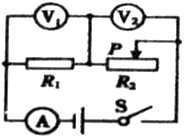 V₁ V₂
P
R₁ R₂
A S